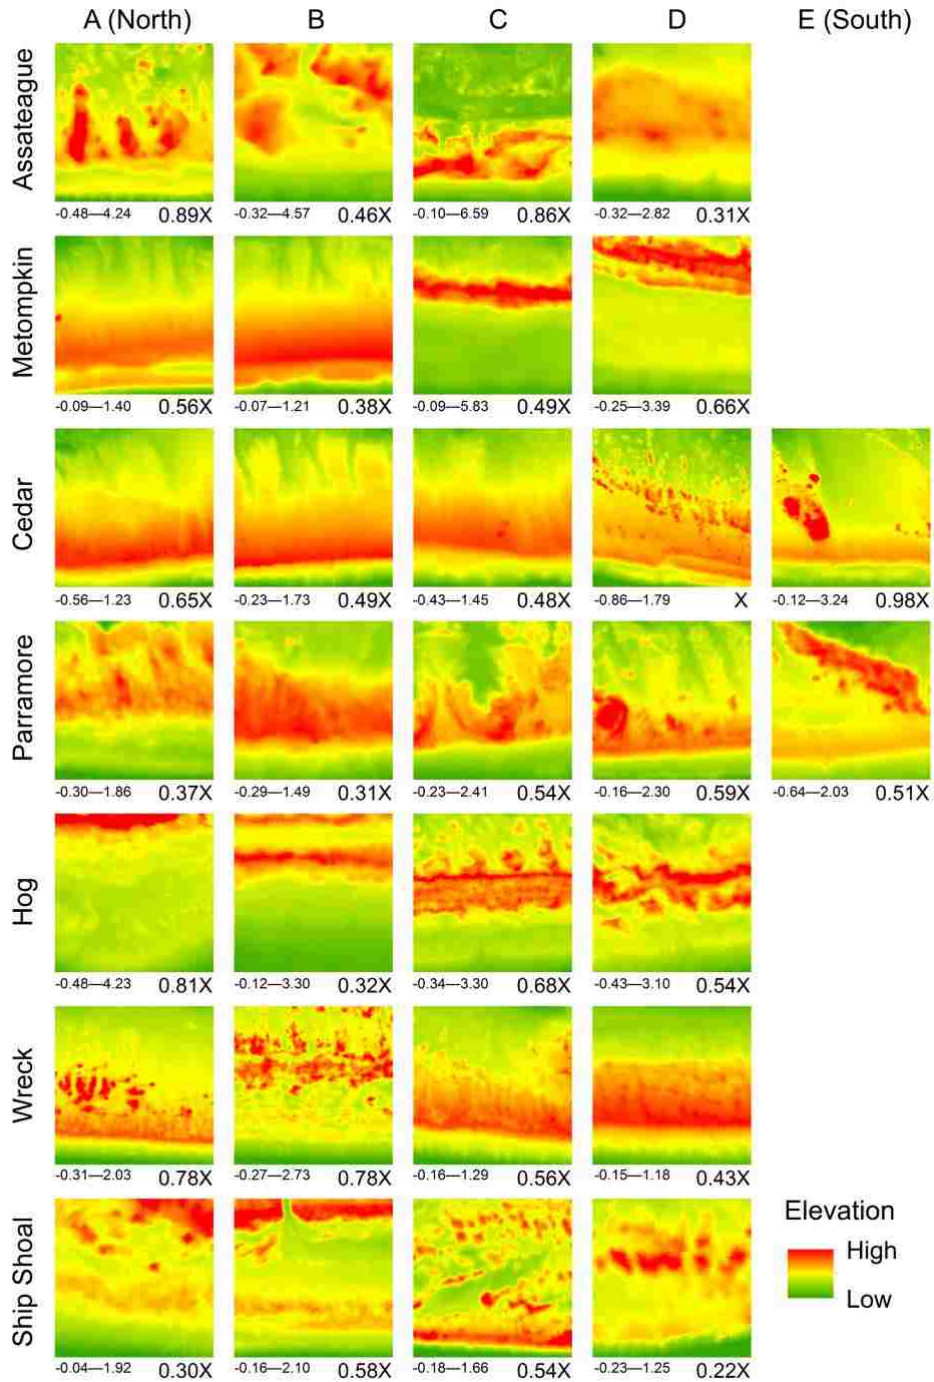 A (North) B C D E (South)
Assateague
-0.48—4.24 0.89X -0.32—4.57 0.46X -0.10—6.59 0.86X -0.32—2.82 0.31X
Metompkin
-0.09—1.40 0.56X -0.07—1.21 0.38X -0.09—5.83 0.49X -0.25—3.39 0.66X
Cedar
-0.56—1.23 0.65X -0.23—1.73 0.49X -0.43—1.45 0.48X -0.86—1.79 X -0.12—3.24 0.98X
Parramore
-0.30—1.86 0.37X -0.29—1.49 0.31X -0.23—2.41 0.54X -0.16—2.30 0.59X -0.64—2.03 0.51X
Hog
-0.48—4.23 0.81X -0.12—3.30 0.32X -0.34—3.30 0.68X -0.43—3.10 0.54X
Wreck
-0.31—2.03 0.78X -0.27—2.73 0.78X -0.16—1.29 0.56X -0.15—1.18 0.43X
Ship Shoal
-0.04—1.92 0.30X -0.16—2.10 0.58X -0.18—1.66 0.54X -0.23—1.25 0.22X
Elevation
High
Low